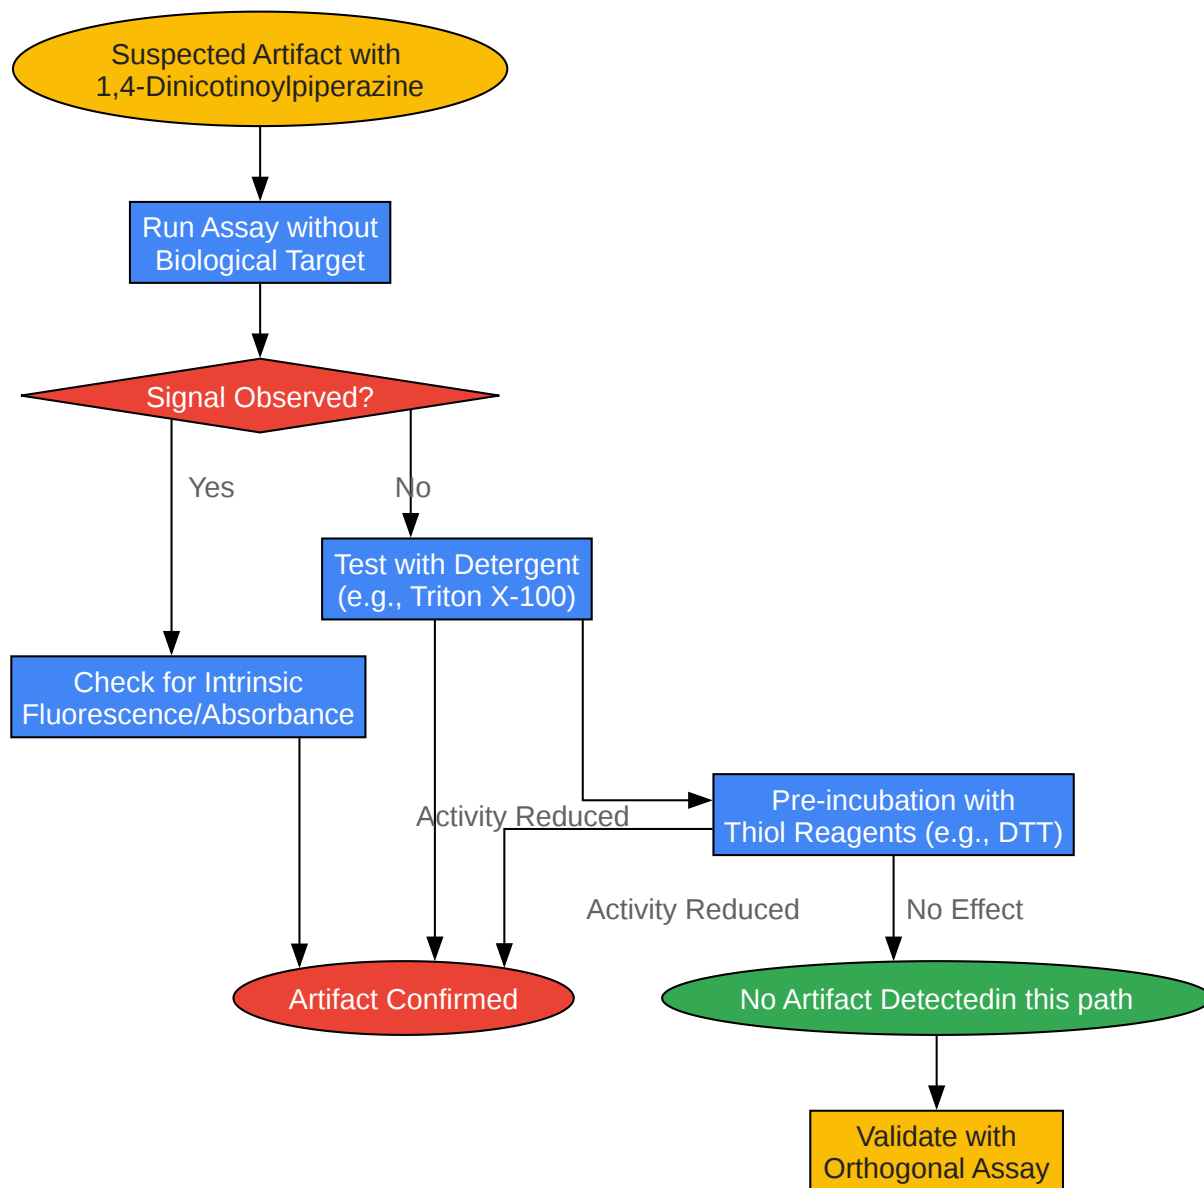 Suspected Artifact with
1,4-Dinicotinoylpiperazine
Run Assay without
Biological Target
Signal Observed?
Yes
No
Test with Detergent
(e.g., Triton X-100)
Check for Intrinsic
Fluorescence/Absorbance
Activity Reduced
Pre-incubation with
Thiol Reagents (e.g., DTT)
Activity Reduced
No Effect
Artifact Confirmed
No Artifact Detectedin this path
Validate with
Orthogonal Assay